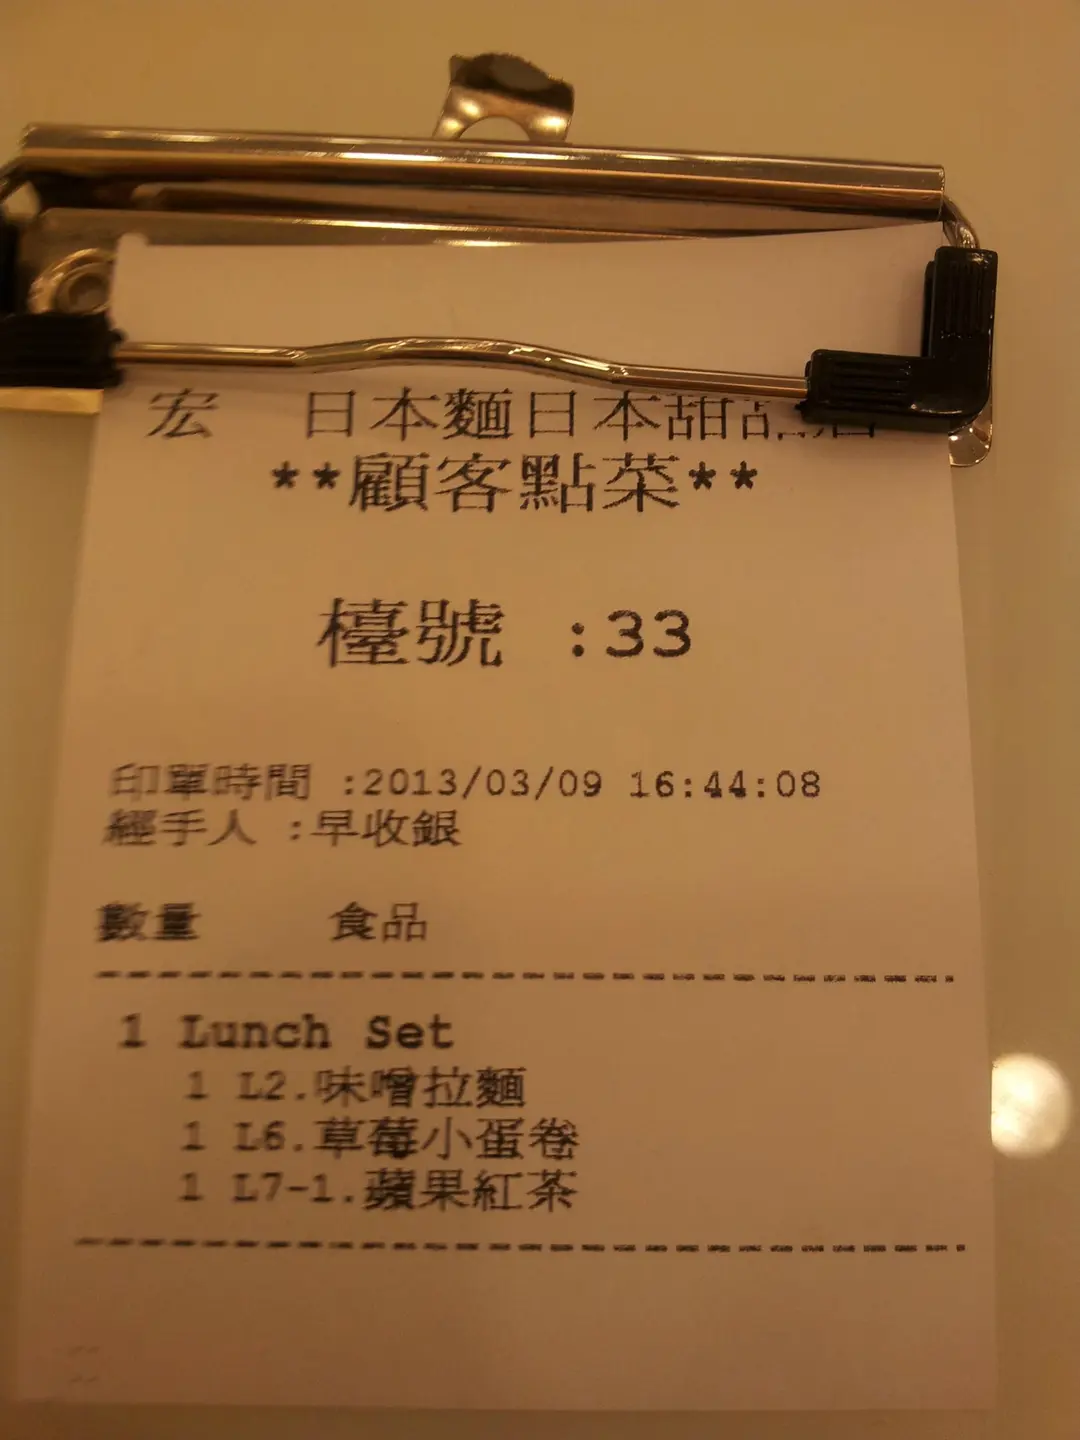 宏 日本麵日本甜品店
**顧客點菜**
檯號 :33
印單時間 :2013/03/09 16:44:08
經手人 :早收銀
數量 食品
1 Lunch Set
1 L2.味噌拉麵
1 L6.草莓小蛋卷
1 L7-1.蘋果紅茶